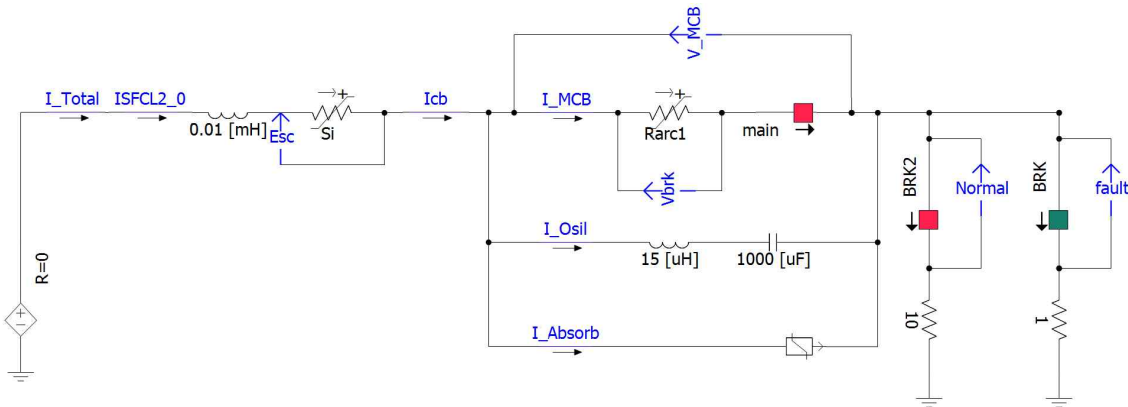 V_MCB
I_Total
ISFCL2_0
Icb
I_MCB
0.01 [mH]
Esc
Si
Rarc1
main
Vbrk
BRK2
Normal
BRK
fault
I_Osil
15 [uH]
1000 [uF]
R=0
10
1
I_Absorb